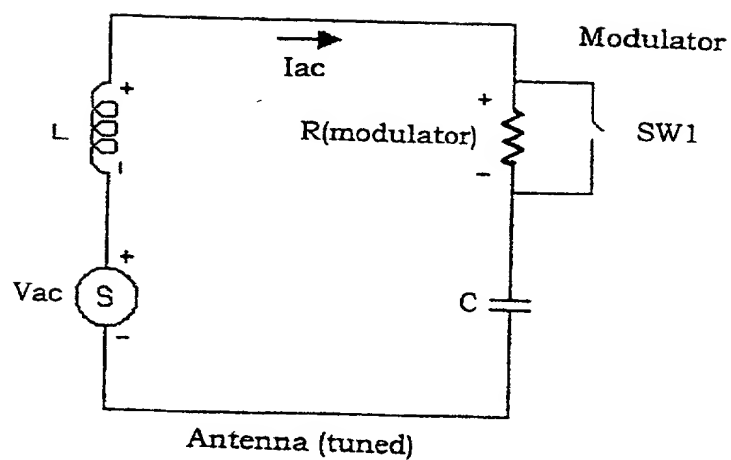 Modulator
Iac
+
+
L
R(modulator)
SW1
-
-
+
Vac
S
C
-
Antenna (tuned)